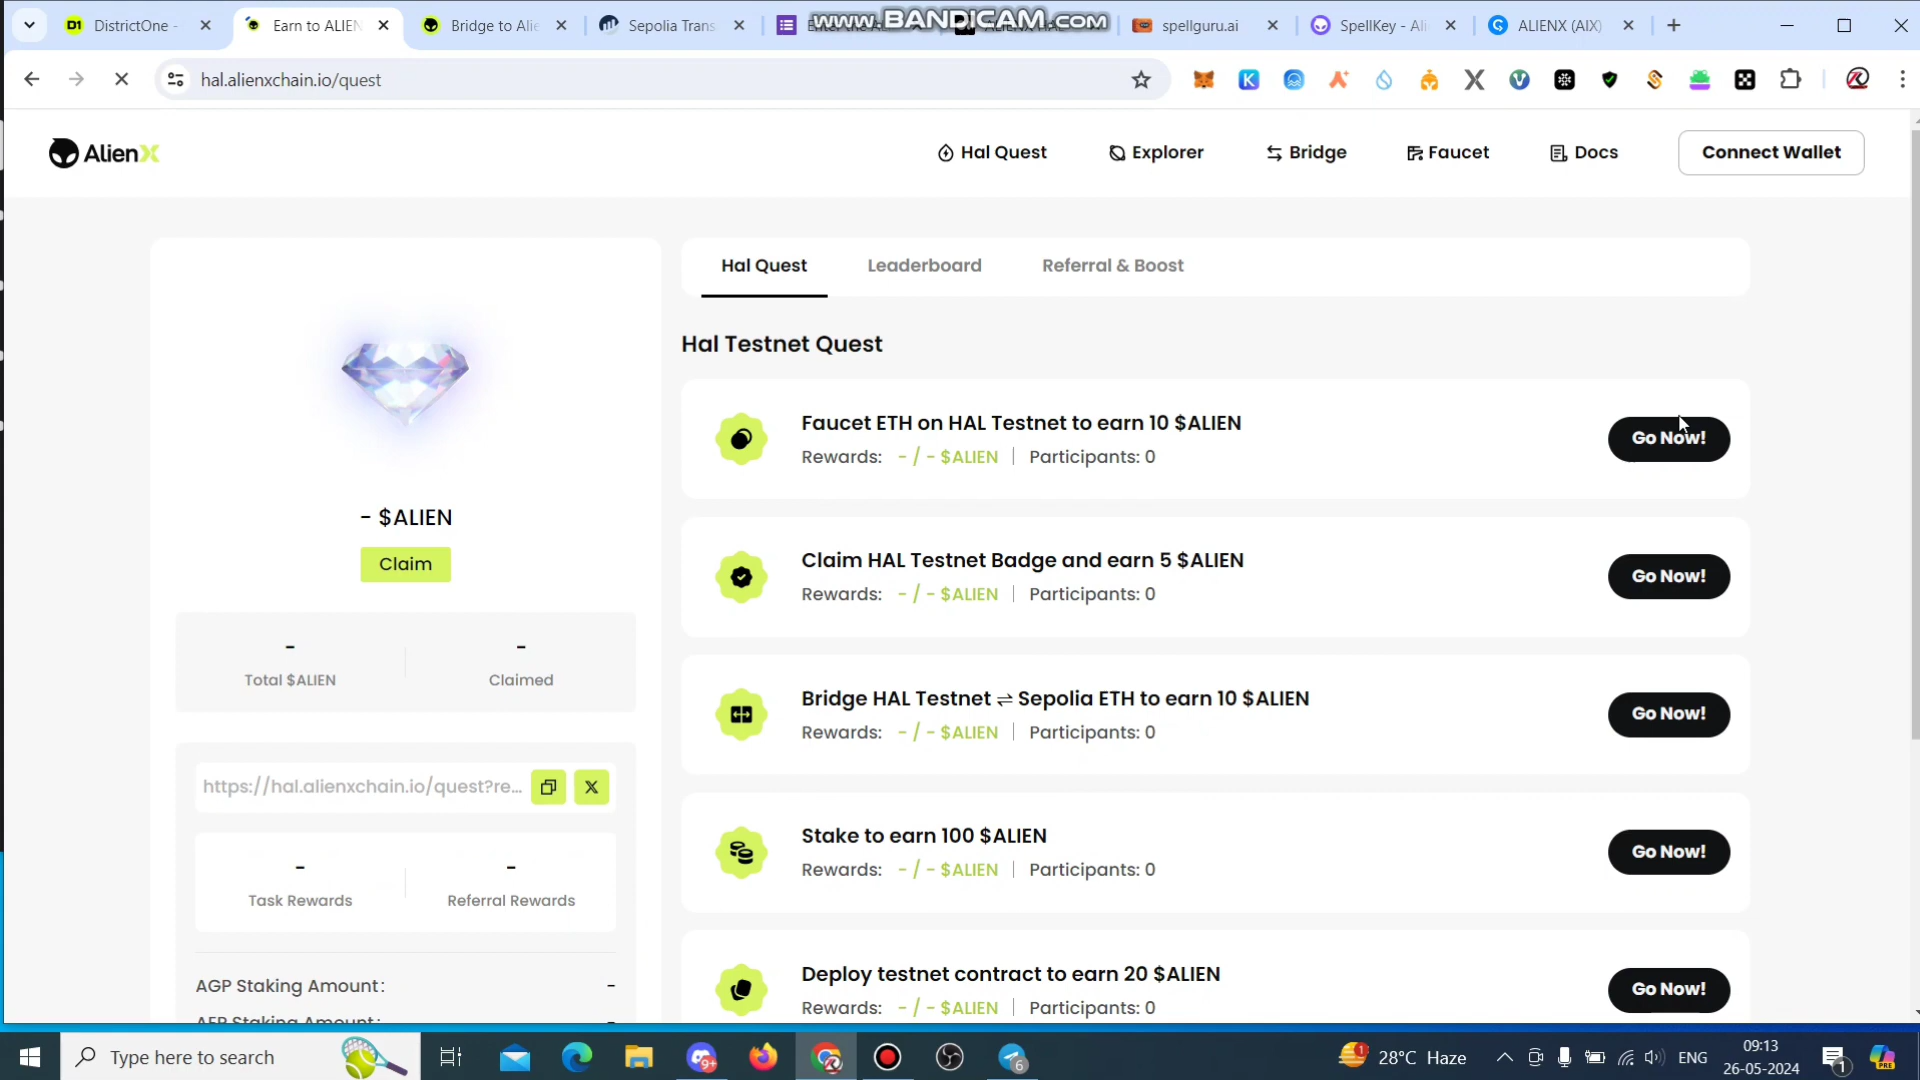 DistrictOne -
Earn to ALIEN
Bridge to Alie
Sepolia Trans
www.BANDICAM.com
spellguru.ai
SpellKey - Ali
ALIENX (AIX)
hal.alienxchain.io/quest
AlienX
Hal Quest
Explorer
Bridge
Faucet
Docs
Connect Wallet
Hal Quest
Leaderboard
Referral & Boost
Hal Testnet Quest
- $ALIEN
Claim
- -
Total $ALIEN Claimed
https://hal.alienxchain.io/quest?re...
- -
Task Rewards Referral Rewards
AGP Staking Amount: -
AEP Staking Amount: -
Faucet ETH on HAL Testnet to earn 10 $ALIEN
Rewards: - / - $ALIEN | Participants: 0
Go Now!
Claim HAL Testnet Badge and earn 5 $ALIEN
Rewards: - / - $ALIEN | Participants: 0
Go Now!
Bridge HAL Testnet ⇌ Sepolia ETH to earn 10 $ALIEN
Rewards: - / - $ALIEN | Participants: 0
Go Now!
Stake to earn 100 $ALIEN
Rewards: - / - $ALIEN | Participants: 0
Go Now!
Deploy testnet contract to earn 20 $ALIEN
Rewards: - / - $ALIEN | Participants: 0
Go Now!
Type here to search
28°C Haze
ENG
09:13
26-05-2024